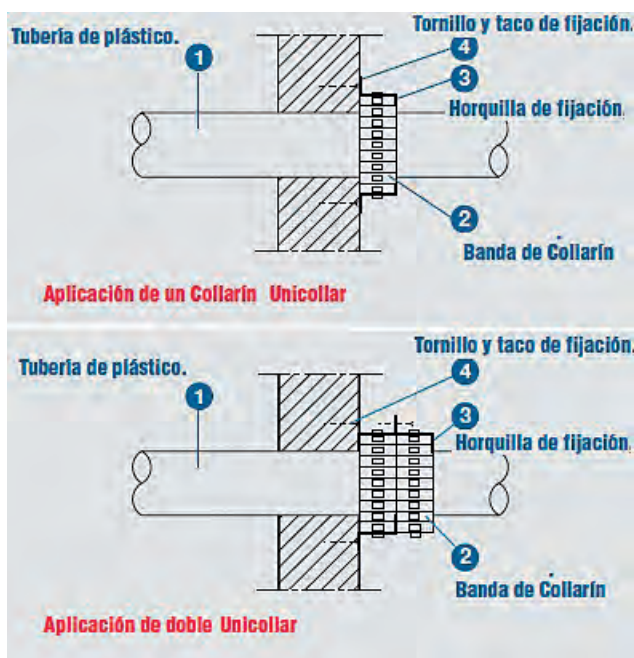 Tornillo y taco de fijación.
Tubería de plástico.
4
1
3
Horquilla de fijación.
2
Banda de Collarín
Aplicación de un Collarín Unicollar
Tornillo y taco de fijación.
Tubería de plástico.
4
1
3
Horquilla de fijación.
2
Banda de Collarín
Aplicación de doble Unicollar